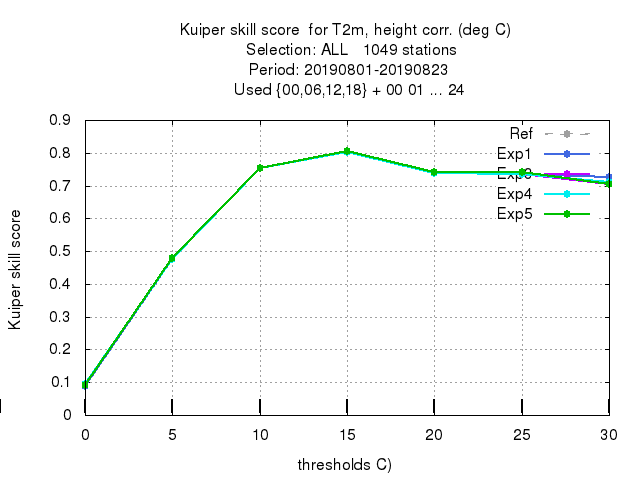 Kuiper skill score for T2m, height corr. (deg C)
Selection: ALL 1049 stations
Period: 20190801-20190823
Used {00,06,12,18} + 00 01 ... 24
Kuiper skill score
0.9
0.8
0.7
0.6
0.5
0.4
0.3
0.2
0.1
0
Ref
Exp1
Exp3
Exp4
Exp5
0 5 10 15 20 25 30
thresholds C)